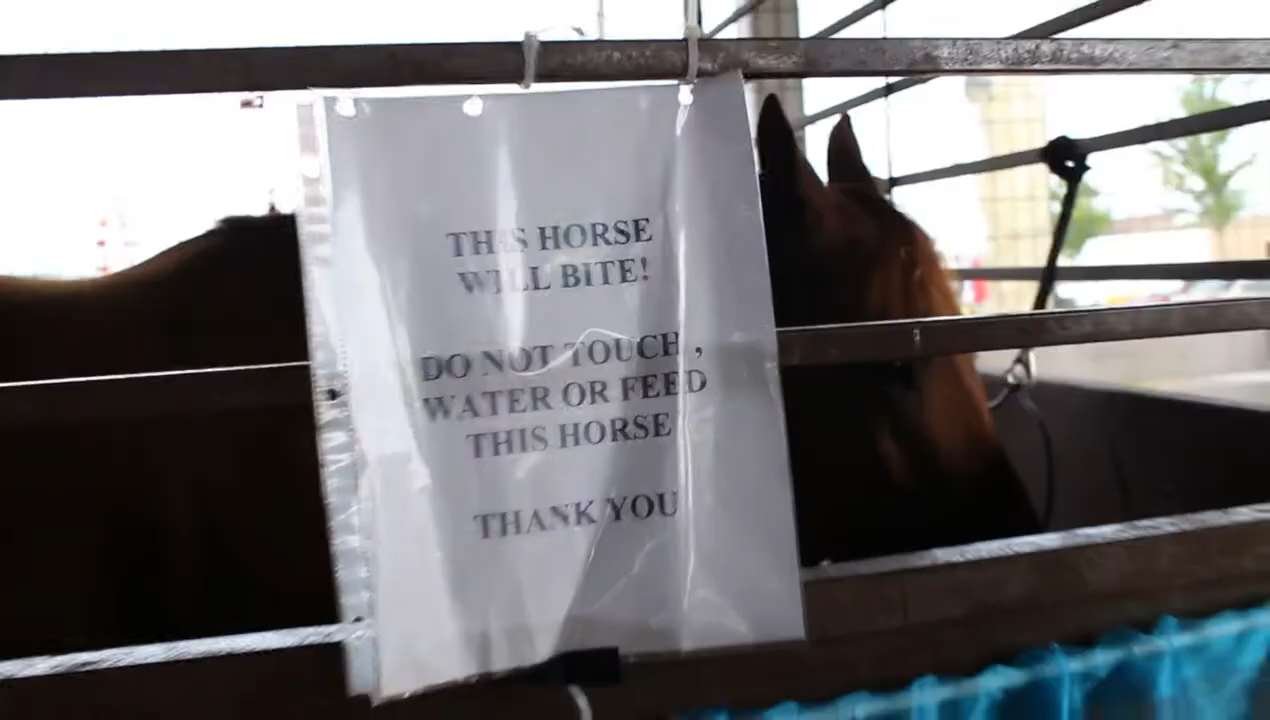 THIS HORSE
WILL BITE!
DO NOT TOUCH ,
WATER OR FEED
THIS HORSE
THANK YOU